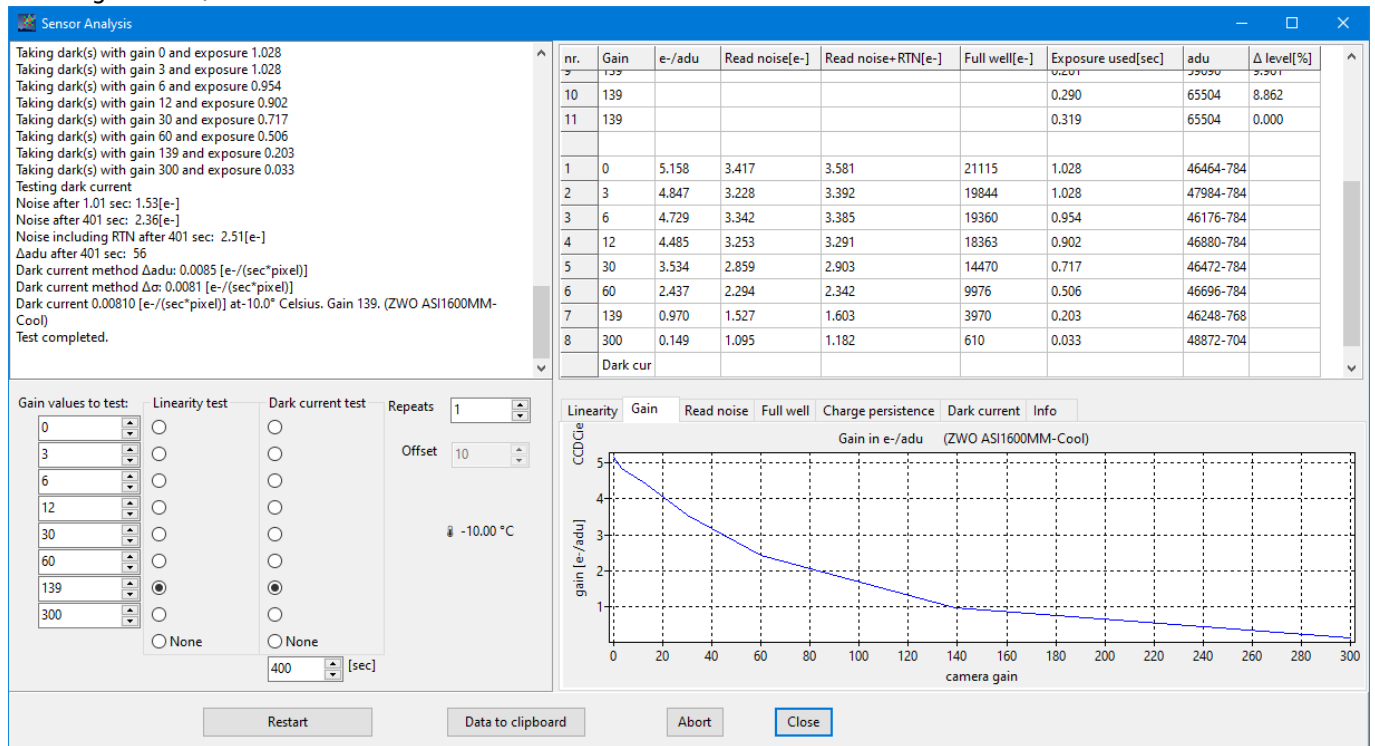 Sensor Analysis
Taking dark(s) with gain 0 and exposure 1.028
Taking dark(s) with gain 3 and exposure 1.028
Taking dark(s) with gain 6 and exposure 0.954
Taking dark(s) with gain 12 and exposure 0.902
Taking dark(s) with gain 30 and exposure 0.717
Taking dark(s) with gain 60 and exposure 0.506
Taking dark(s) with gain 139 and exposure 0.203
Taking dark(s) with gain 300 and exposure 0.033
Testing dark current
Noise after 1.01 sec: 1.53[e-]
Noise after 401 sec: 2.36[e-]
Noise including RTN after 401 sec: 2.51[e-]
Δadu after 401 sec: 56
Dark current method Δadu: 0.0085 [e-/(sec*pixel)]
Dark current method Δσ: 0.0081 [e-/(sec*pixel)]
Dark current 0.00810 [e-/(sec*pixel)] at-10.0° Celsius. Gain 139. (ZWO ASI1600MM-
Cool)
Test completed.
nr. Gain e-/adu Read noise[e-] Read noise+RTN[e-] Full well[e-] Exposure used[sec] adu Δ level[%]
10 139 0.290 65504 8.862
11 139 0.319 65504 0.000
1 0 5.158 3.417 3.581 21115 1.028 46464-784
2 3 4.847 3.228 3.392 19844 1.028 47984-784
3 6 4.729 3.342 3.385 19360 0.954 46176-784
4 12 4.485 3.253 3.291 18363 0.902 46880-784
5 30 3.534 2.859 2.903 14470 0.717 46472-784
6 60 2.437 2.294 2.342 9976 0.506 46696-784
7 139 0.970 1.527 1.603 3970 0.203 46248-768
8 300 0.149 1.095 1.182 610 0.033 48872-704
Dark cur
Gain values to test: Linearity test Dark current test Repeats 1
0
3
Offset 10
6
12
30
-10.00 °C
60
139
300
None None
400 [sec]
Linearity Gain Read noise Full well Charge persistence Dark current Info
CCDCie
Gain in e-/adu (ZWO ASI1600MM-Cool)
gain [e-/adu]
5
4
3
2
1
0 20 40 60 80 100 120 140 160 180 200 220 240 260 280 300
camera gain
Restart Data to clipboard Abort Close